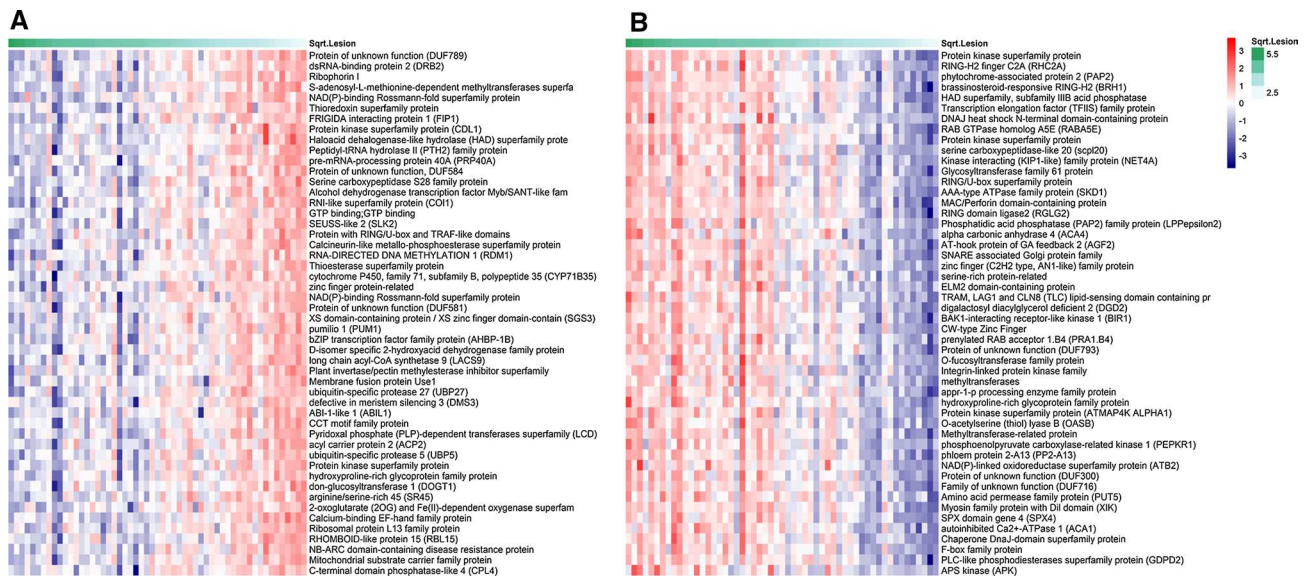 A
Sqrt.Lesion
Protein of unknown function (DUF789)
dsRNA-binding protein 2 (DRB2)
Ribophorin I
S-adenosyl-L-methionine-dependent methyltransferases superfa
NAD(P)-binding Rossmann-fold superfamily protein
Thioredoxin superfamily protein
FRIGIDA interacting protein 1 (FIP1)
Protein kinase superfamily protein (CDL1)
Haloacid dehalogenase-like hydrolase (HAD) superfamily prote
Peptidyl-tRNA hydrolase II (PTH2) family protein
pre-mRNA-processing protein 40A (PRP40A)
Protein of unknown function, DUF584
Serine carboxypeptidase S28 family protein
Alcohol dehydrogenase transcription factor Myb/SANT-like fam
RNI-like superfamily protein (COI1)
GTP binding;GTP binding
SEUSS-like 2 (SLK2)
Protein with RING/U-box and TRAF-like domains
Calcineurin-like metallo-phosphoesterase superfamily protein
RNA-DIRECTED DNA METHYLATION 1 (RDM1)
Thioesterase superfamily protein
cytochrome P450, family 71, subfamily B, polypeptide 35 (CYP71B35)
zinc finger protein-related
NAD(P)-binding Rossmann-fold superfamily protein
Protein of unknown function (DUF581)
XS domain-containing protein / XS zinc finger domain-contain (SGS3)
pumilio 1 (PUM1)
bZIP transcription factor family protein (AHBP-1B)
D-isomer specific 2-hydroxyacid dehydrogenase family protein
long chain acyl-CoA synthetase 9 (LACS9)
Plant invertase/pectin methylesterase inhibitor superfamily
Membrane fusion protein Use1
ubiquitin-specific protease 27 (UBP27)
defective in meristem silencing 3 (DMS3)
ABI-1-like 1 (ABIL1)
CCT motif family protein
Pyridoxal phosphate (PLP)-dependent transferases superfamily (LCD)
acyl carrier protein 2 (ACP2)
ubiquitin-specific protease 5 (UBP5)
Protein kinase superfamily protein
hydroxyproline-rich glycoprotein family protein
don-glucosyltransferase 1 (DOGT1)
arginine/serine-rich 45 (SR45)
2-oxoglutarate (2OG) and Fe(II)-dependent oxygenase superfam
Calcium-binding EF-hand family protein
Ribosomal protein L13 family protein
RHOMBOID-like protein 15 (RBL15)
NB-ARC domain-containing disease resistance protein
Mitochondrial substrate carrier family protein
C-terminal domain phosphatase-like 4 (CPL4)
B
Sqrt.Lesion
Protein kinase superfamily protein
RING-H2 finger C2A (RHC2A)
phytochrome-associated protein 2 (PAP2)
brassinosteroid-responsive RING-H2 (BRH1)
HAD superfamily, subfamily IIIB acid phosphatase
Transcription elongation factor (TFIIS) family protein
DNAJ heat shock N-terminal domain-containing protein
RAB GTPase homolog A5E (RABA5E)
Protein kinase superfamily protein
serine carboxypeptidase-like 20 (scpl20)
Kinase interacting (KIP1-like) family protein (NET4A)
Glycosyltransferase family 61 protein
RING/U-box superfamily protein
AAA-type ATPase family protein (SKD1)
MAC/Perforin domain-containing protein
RING domain ligase2 (RGLG2)
Phosphatidic acid phosphatase (PAP2) family protein (LPPepsilon2)
alpha carbonic anhydrase 4 (ACA4)
AT-hook protein of GA feedback 2 (AGF2)
SNARE associated Golgi protein family
zinc finger (C2H2 type, AN1-like) family protein
serine-rich protein-related
ELM2 domain-containing protein
TRAM, LAG1 and CLN8 (TLC) lipid-sensing domain containing pr
digalactosyl diacylglycerol deficient 2 (DGD2)
BAK1-interacting receptor-like kinase 1 (BIR1)
CW-type Zinc Finger
prenylated RAB acceptor 1.B4 (PRA1.B4)
Protein of unknown function (DUF793)
O-fucosyltransferase family protein
Integrin-linked protein kinase family
methyltransferases
appr-1-p processing enzyme family protein
hydroxyproline-rich glycoprotein family protein
Protein kinase superfamily protein (ATMAP4K ALPHA1)
O-acetylserine (thiol) lyase B (OASB)
Methyltransferase-related protein
phosphoenolpyruvate carboxylase-related kinase 1 (PEPKR1)
phloem protein 2-A13 (PP2-A13)
NAD(P)-linked oxidoreductase superfamily protein (ATB2)
Protein of unknown function (DUF300)
Family of unknown function (DUF716)
Amino acid permease family protein (PUT5)
Myosin family protein with Dil domain (XIK)
SPX domain gene 4 (SPX4)
autoinhibited Ca2+-ATPase 1 (ACA1)
Chaperone DnaJ-domain superfamily protein
F-box family protein
PLC-like phosphodiesterases superfamily protein (GDPD2)
APS kinase (APK)
3
2
1
0
-1
-2
-3
Sqrt.Lesion
5.5
2.5